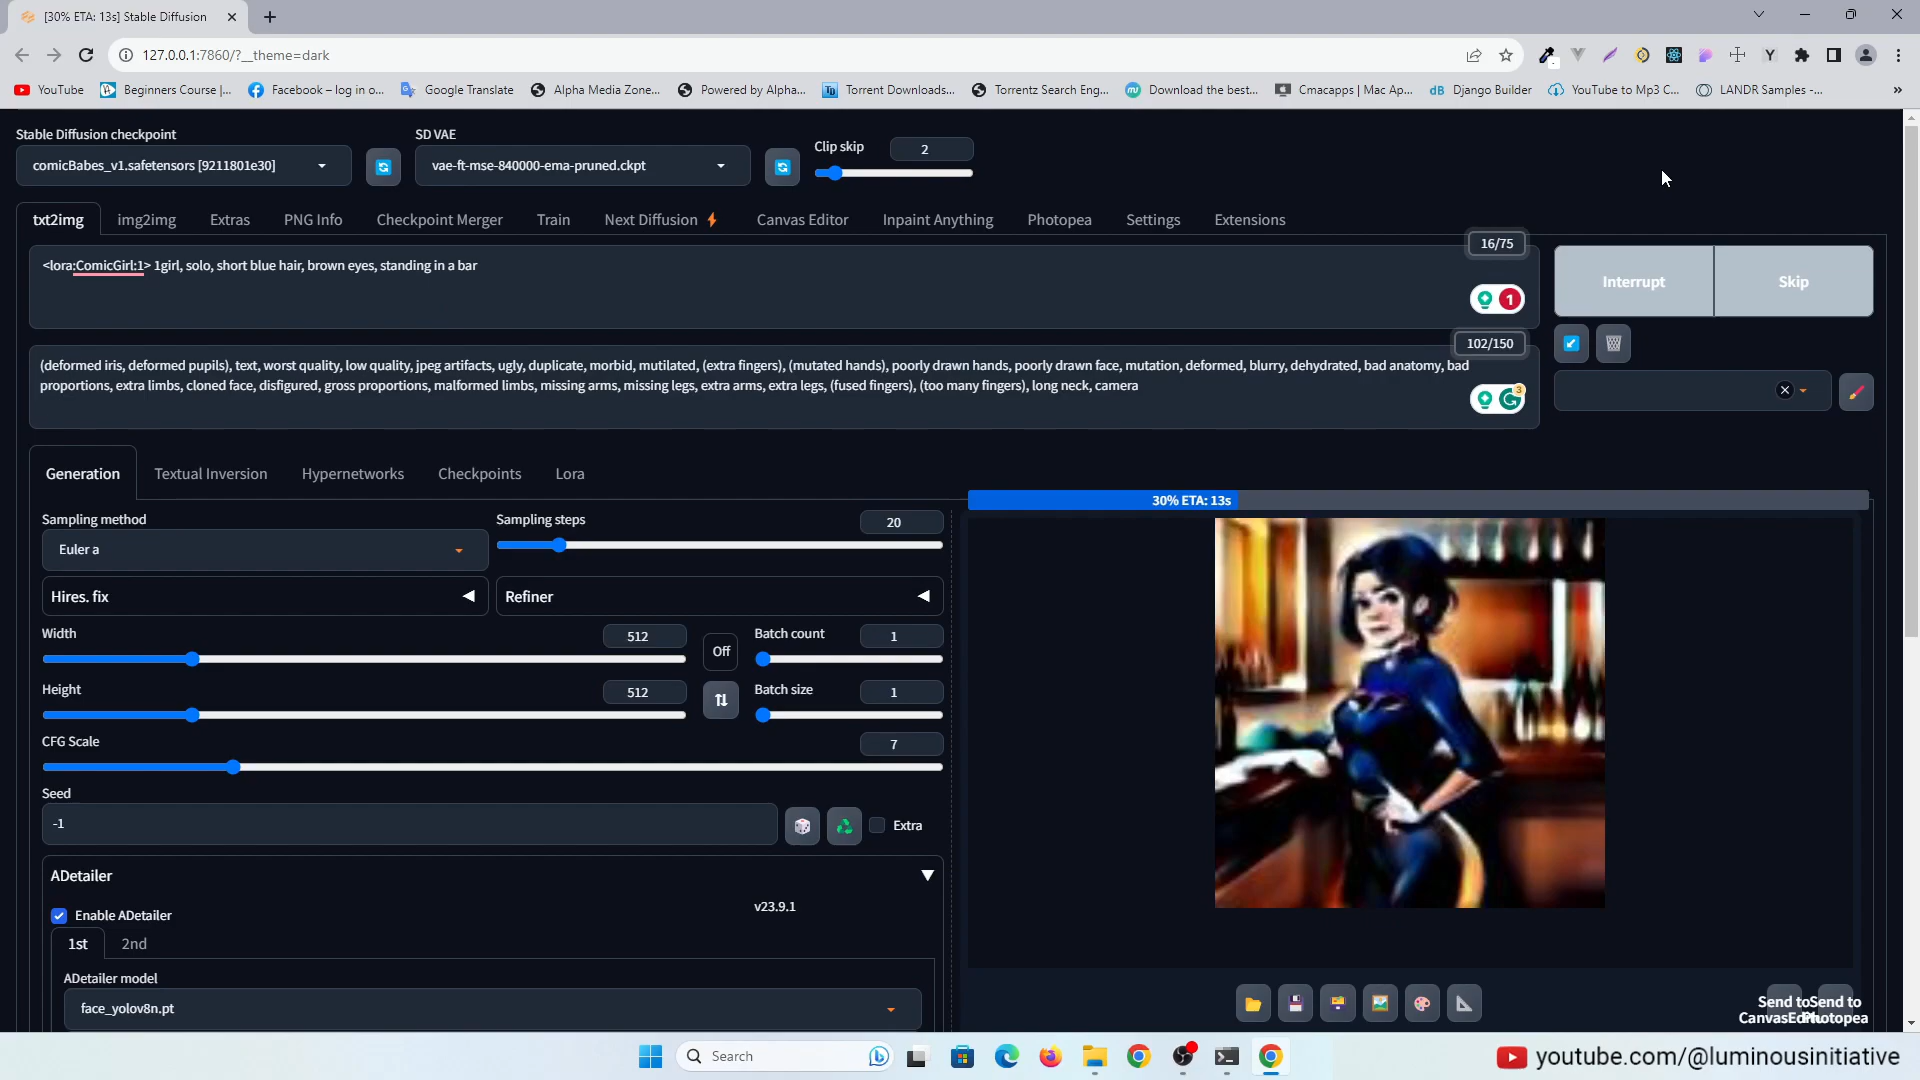 [30% ETA: 13s] Stable Diffusion
127.0.0.1:7860/?__theme=dark
YouTube Beginners Course |... Facebook – log in o... Google Translate Alpha Media Zone... Powered by Alpha... Torrent Downloads... Torrentz Search Eng... Download the best... Cmacapps | Mac Ap... Django Builder YouTube to Mp3 C... LANDR Samples -... »
Stable Diffusion checkpoint SD VAE Clip skip 2
comicBabes_v1.safetensors [9211801e30] vae-ft-mse-840000-ema-pruned.ckpt
txt2img img2img Extras PNG Info Checkpoint Merger Train Next Diffusion Canvas Editor Inpaint Anything Photopea Settings Extensions
16/75
<lora:ComicGirl:1> 1girl, solo, short blue hair, brown eyes, standing in a bar
1
Interrupt Skip
102/150
(deformed iris, deformed pupils), text, worst quality, low quality, jpeg artifacts, ugly, duplicate, morbid, mutilated, (extra fingers), (mutated hands), poorly drawn hands, poorly drawn face, mutation, deformed, blurry, dehydrated, bad anatomy, bad
proportions, extra limbs, cloned face, disfigured, gross proportions, malformed limbs, missing arms, missing legs, extra arms, extra legs, (fused fingers), (too many fingers), long neck, camera
3
Generation Textual Inversion Hypernetworks Checkpoints Lora
30% ETA: 13s
Sampling method Sampling steps 20
Euler a
Hires. fix Refiner
Width 512 Off Batch count 1
Height 512 Batch size 1
CFG Scale 7
Seed
-1 Extra
ADetailer
v23.9.1
Enable ADetailer
1st 2nd
ADetailer model
face_yolov8n.pt
Send to Send to
Photopea
Search
youtube.com/@luminousinitiative